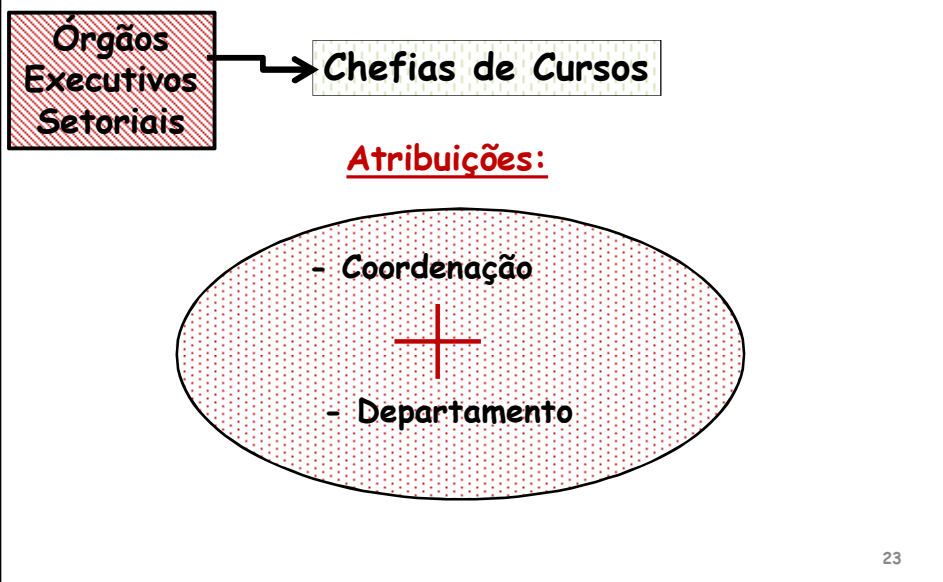 Órgãos
Executivos
Setoriais
Chefias de Cursos
Atribuições:
- Coordenação
- Departamento
23